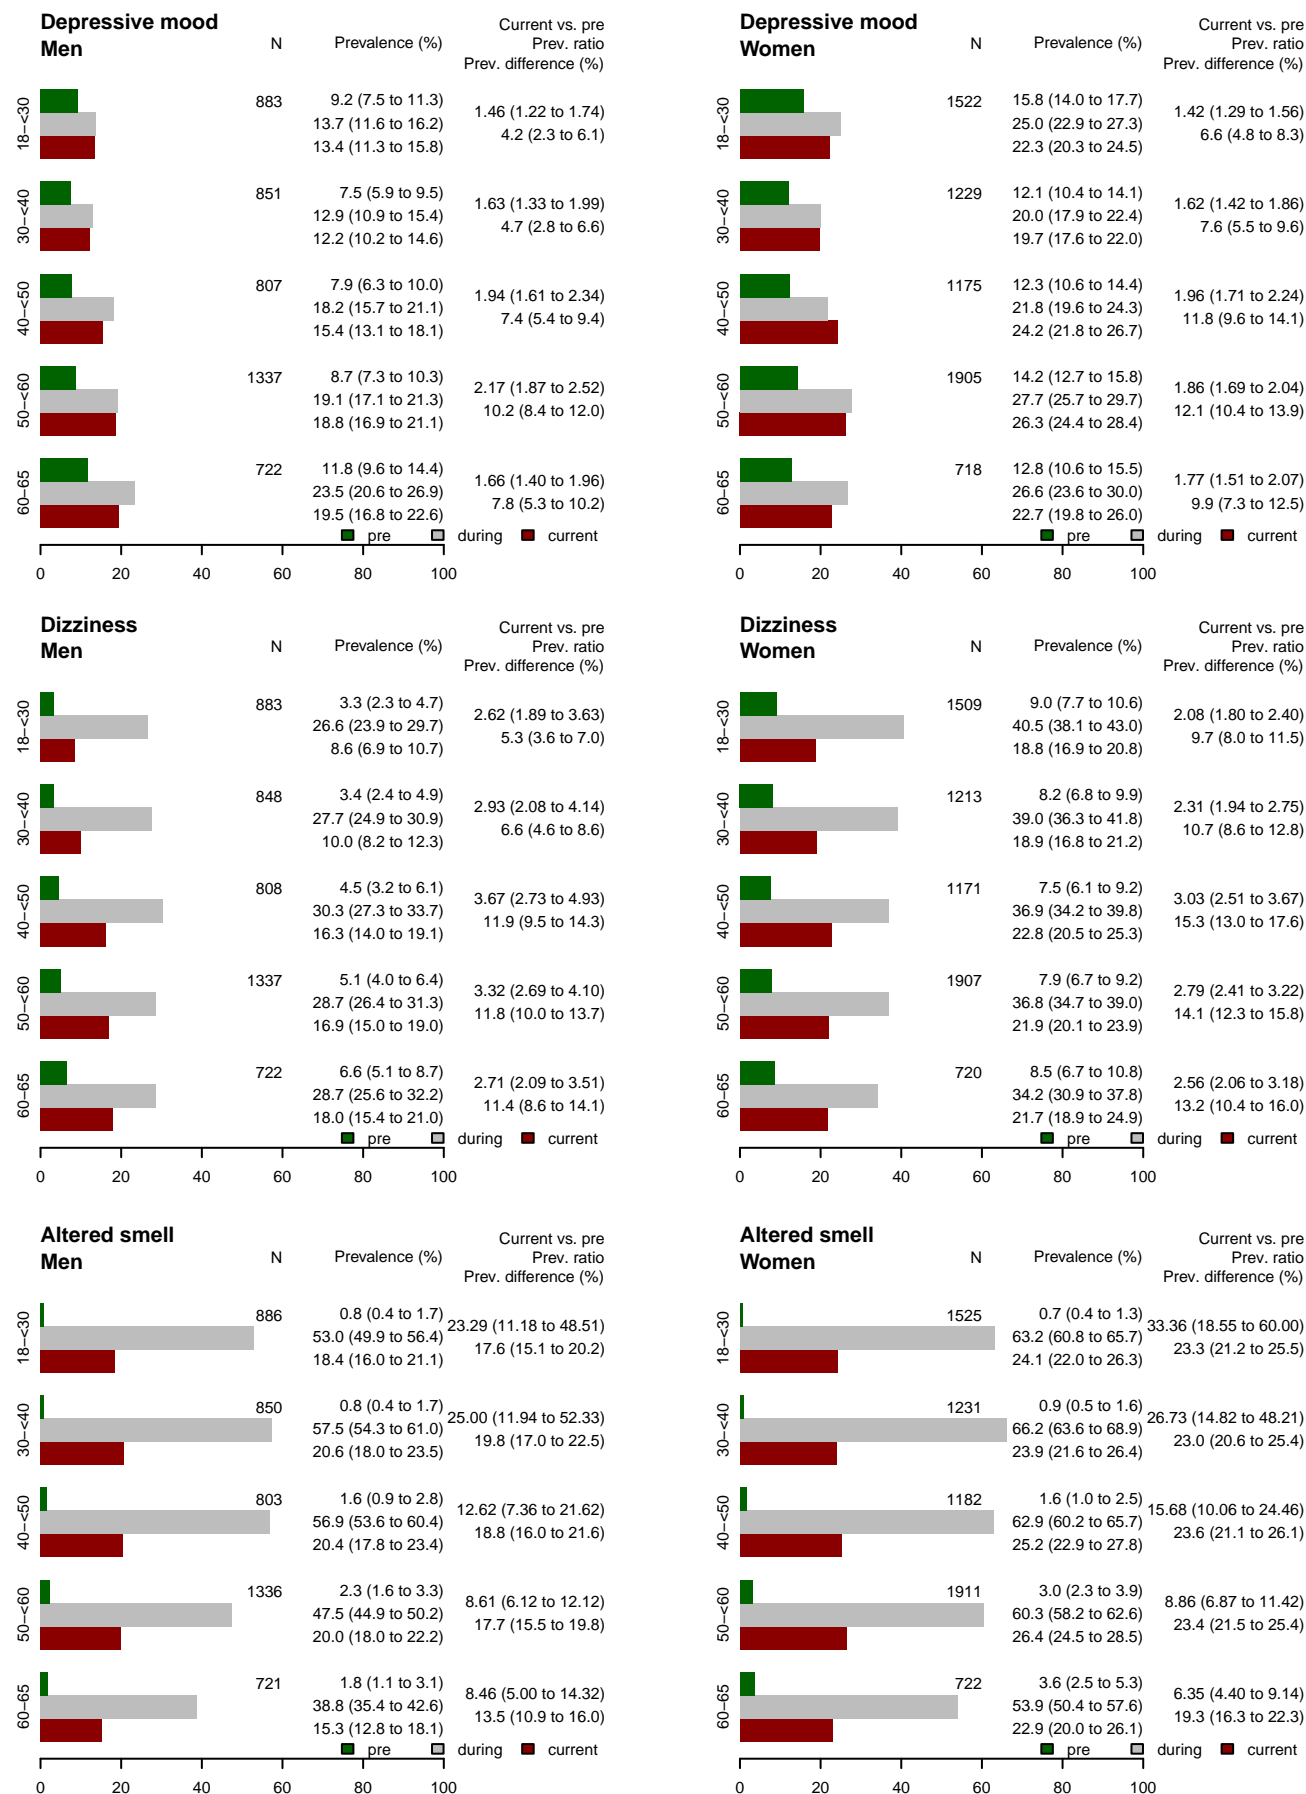 Depressive mood
Men
N
Prevalence (%)
Current vs. pre
Prev. ratio
Prev. difference (%)
18−<30
883
9.2 (7.5 to 11.3)
13.7 (11.6 to 16.2)
13.4 (11.3 to 15.8)
1.46 (1.22 to 1.74)
4.2 (2.3 to 6.1)
30−<40
851
7.5 (5.9 to 9.5)
12.9 (10.9 to 15.4)
12.2 (10.2 to 14.6)
1.63 (1.33 to 1.99)
4.7 (2.8 to 6.6)
40−<50
807
7.9 (6.3 to 10.0)
18.2 (15.7 to 21.1)
15.4 (13.1 to 18.1)
1.94 (1.61 to 2.34)
7.4 (5.4 to 9.4)
50−<60
1337
8.7 (7.3 to 10.3)
19.1 (17.1 to 21.3)
18.8 (16.9 to 21.1)
2.17 (1.87 to 2.52)
10.2 (8.4 to 12.0)
60−65
722
11.8 (9.6 to 14.4)
23.5 (20.6 to 26.9)
19.5 (16.8 to 22.6)
1.66 (1.40 to 1.96)
7.8 (5.3 to 10.2)
pre during current
0 20 40 60 80 100
Depressive mood
Women
N
Prevalence (%)
Current vs. pre
Prev. ratio
Prev. difference (%)
18−<30
1522
15.8 (14.0 to 17.7)
25.0 (22.9 to 27.3)
22.3 (20.3 to 24.5)
1.42 (1.29 to 1.56)
6.6 (4.8 to 8.3)
30−<40
1229
12.1 (10.4 to 14.1)
20.0 (17.9 to 22.4)
19.7 (17.6 to 22.0)
1.62 (1.42 to 1.86)
7.6 (5.5 to 9.6)
40−<50
1175
12.3 (10.6 to 14.4)
21.8 (19.6 to 24.3)
24.2 (21.8 to 26.7)
1.96 (1.71 to 2.24)
11.8 (9.6 to 14.1)
50−<60
1905
14.2 (12.7 to 15.8)
27.7 (25.7 to 29.7)
26.3 (24.4 to 28.4)
1.86 (1.69 to 2.04)
12.1 (10.4 to 13.9)
60−65
718
12.8 (10.6 to 15.5)
26.6 (23.6 to 30.0)
22.7 (19.8 to 26.0)
1.77 (1.51 to 2.07)
9.9 (7.3 to 12.5)
pre during current
0 20 40 60 80 100
Dizziness
Men
N
Prevalence (%)
Current vs. pre
Prev. ratio
Prev. difference (%)
18−<30
883
3.3 (2.3 to 4.7)
26.6 (23.9 to 29.7)
8.6 (6.9 to 10.7)
2.62 (1.89 to 3.63)
5.3 (3.6 to 7.0)
30−<40
848
3.4 (2.4 to 4.9)
27.7 (24.9 to 30.9)
10.0 (8.2 to 12.3)
2.93 (2.08 to 4.14)
6.6 (4.6 to 8.6)
40−<50
808
4.5 (3.2 to 6.1)
30.3 (27.3 to 33.7)
16.3 (14.0 to 19.1)
3.67 (2.73 to 4.93)
11.9 (9.5 to 14.3)
50−<60
1337
5.1 (4.0 to 6.4)
28.7 (26.4 to 31.3)
16.9 (15.0 to 19.0)
3.32 (2.69 to 4.10)
11.8 (10.0 to 13.7)
60−65
722
6.6 (5.1 to 8.7)
28.7 (25.6 to 32.2)
18.0 (15.4 to 21.0)
2.71 (2.09 to 3.51)
11.4 (8.6 to 14.1)
pre during current
0 20 40 60 80 100
Dizziness
Women
N
Prevalence (%)
Current vs. pre
Prev. ratio
Prev. difference (%)
18−<30
1509
9.0 (7.7 to 10.6)
40.5 (38.1 to 43.0)
18.8 (16.9 to 20.8)
2.08 (1.80 to 2.40)
9.7 (8.0 to 11.5)
30−<40
1213
8.2 (6.8 to 9.9)
39.0 (36.3 to 41.8)
18.9 (16.8 to 21.2)
2.31 (1.94 to 2.75)
10.7 (8.6 to 12.8)
40−<50
1171
7.5 (6.1 to 9.2)
36.9 (34.2 to 39.8)
22.8 (20.5 to 25.3)
3.03 (2.51 to 3.67)
15.3 (13.0 to 17.6)
50−<60
1907
7.9 (6.7 to 9.2)
36.8 (34.7 to 39.0)
21.9 (20.1 to 23.9)
2.79 (2.41 to 3.22)
14.1 (12.3 to 15.8)
60−65
720
8.5 (6.7 to 10.8)
34.2 (30.9 to 37.8)
21.7 (18.9 to 24.9)
2.56 (2.06 to 3.18)
13.2 (10.4 to 16.0)
pre during current
0 20 40 60 80 100
Altered smell
Men
N
Prevalence (%)
Current vs. pre
Prev. ratio
Prev. difference (%)
18−<30
886
0.8 (0.4 to 1.7)
53.0 (49.9 to 56.4)
18.4 (16.0 to 21.1)
23.29 (11.18 to 48.51)
17.6 (15.1 to 20.2)
30−<40
850
0.8 (0.4 to 1.7)
57.5 (54.3 to 61.0)
20.6 (18.0 to 23.5)
25.00 (11.94 to 52.33)
19.8 (17.0 to 22.5)
40−<50
803
1.6 (0.9 to 2.8)
56.9 (53.6 to 60.4)
20.4 (17.8 to 23.4)
12.62 (7.36 to 21.62)
18.8 (16.0 to 21.6)
50−<60
1336
2.3 (1.6 to 3.3)
47.5 (44.9 to 50.2)
20.0 (18.0 to 22.2)
8.61 (6.12 to 12.12)
17.7 (15.5 to 19.8)
60−65
721
1.8 (1.1 to 3.1)
38.8 (35.4 to 42.6)
15.3 (12.8 to 18.1)
8.46 (5.00 to 14.32)
13.5 (10.9 to 16.0)
pre during current
0 20 40 60 80 100
Altered smell
Women
N
Prevalence (%)
Current vs. pre
Prev. ratio
Prev. difference (%)
18−<30
1525
0.7 (0.4 to 1.3)
63.2 (60.8 to 65.7)
24.1 (22.0 to 26.3)
33.36 (18.55 to 60.00)
23.3 (21.2 to 25.5)
30−<40
1231
0.9 (0.5 to 1.6)
66.2 (63.6 to 68.9)
23.9 (21.6 to 26.4)
26.73 (14.82 to 48.21)
23.0 (20.6 to 25.4)
40−<50
1182
1.6 (1.0 to 2.5)
62.9 (60.2 to 65.7)
25.2 (22.9 to 27.8)
15.68 (10.06 to 24.46)
23.6 (21.1 to 26.1)
50−<60
1911
3.0 (2.3 to 3.9)
60.3 (58.2 to 62.6)
26.4 (24.5 to 28.5)
8.86 (6.87 to 11.42)
23.4 (21.5 to 25.4)
60−65
722
3.6 (2.5 to 5.3)
53.9 (50.4 to 57.6)
22.9 (20.0 to 26.1)
6.35 (4.40 to 9.14)
19.3 (16.3 to 22.3)
pre during current
0 20 40 60 80 100